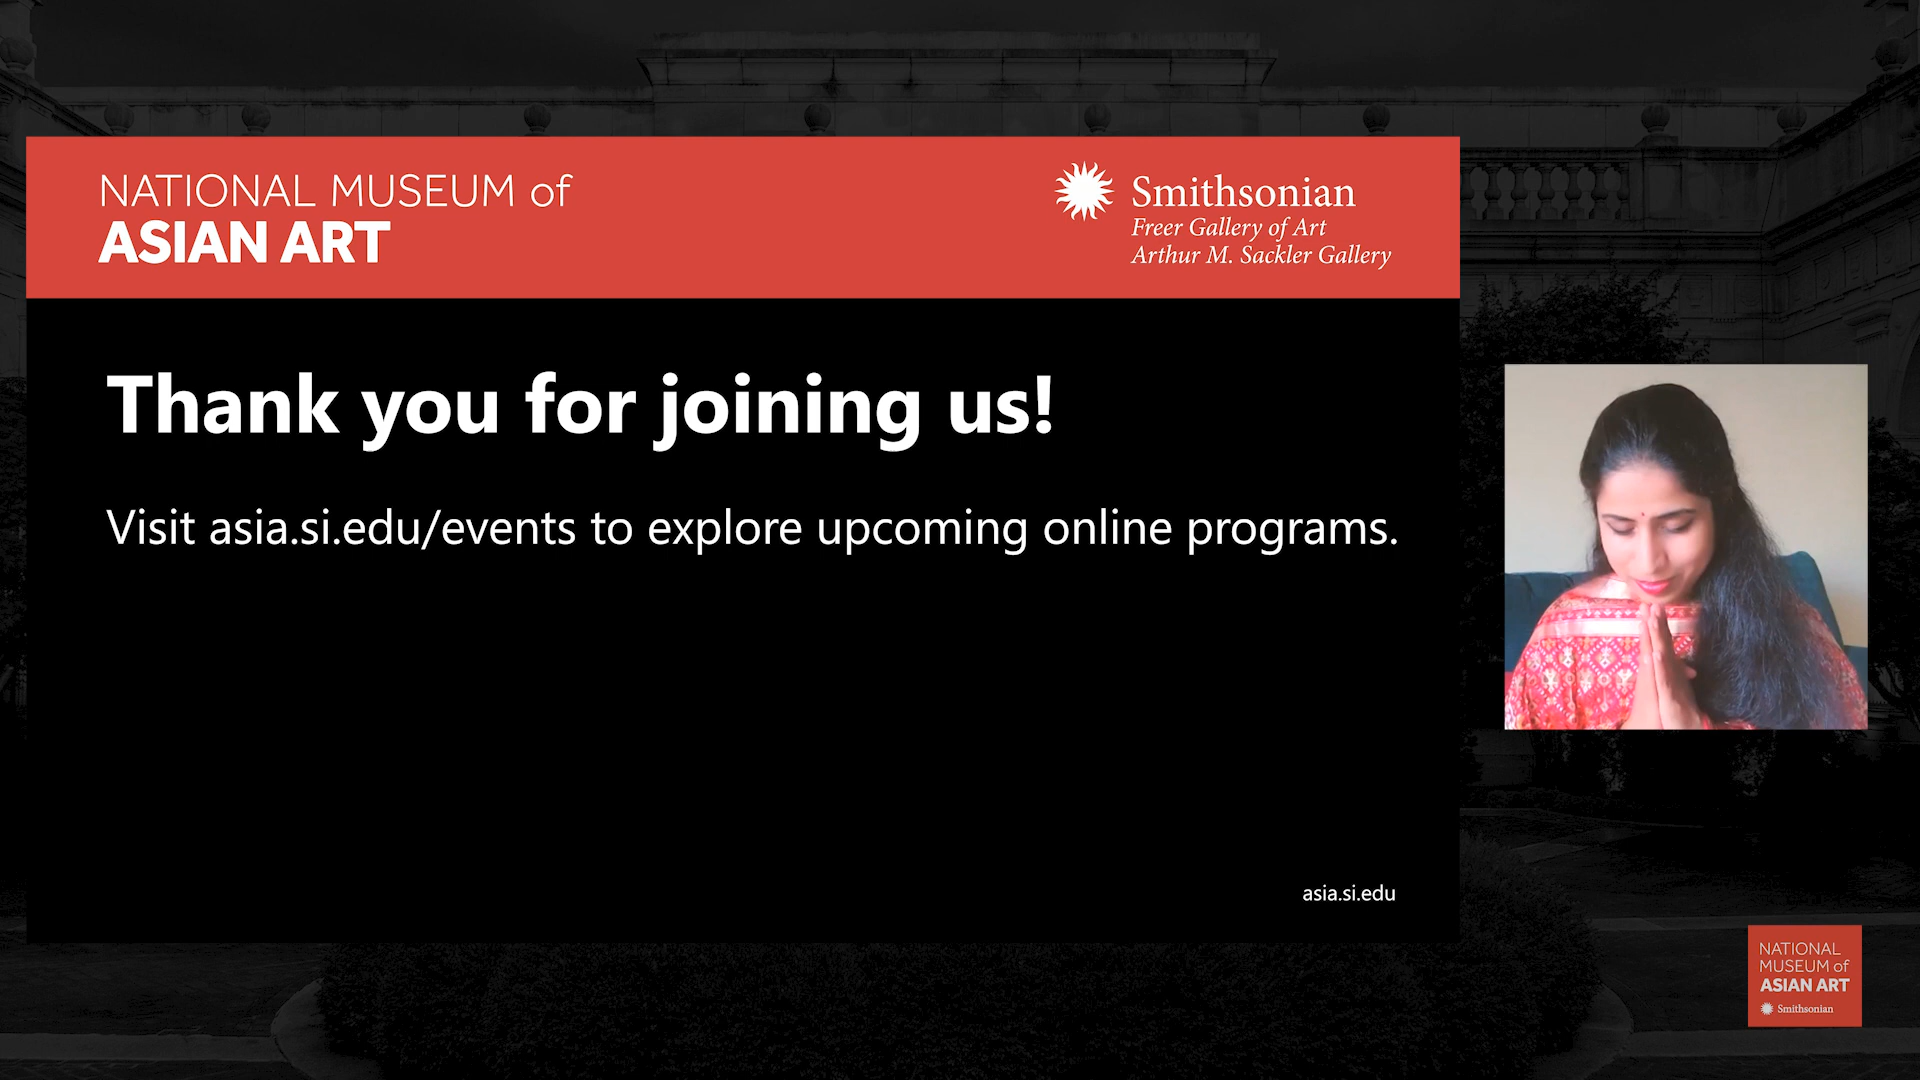 NATIONAL MUSEUM of
ASIAN ART
Smithsonian
Freer Gallery of Art
Arthur M. Sackler Gallery
Thank you for joining us!
Visit asia.si.edu/events to explore upcoming online programs.
asia.si.edu
NATIONAL
MUSEUM of
ASIAN ART
Smithsonian